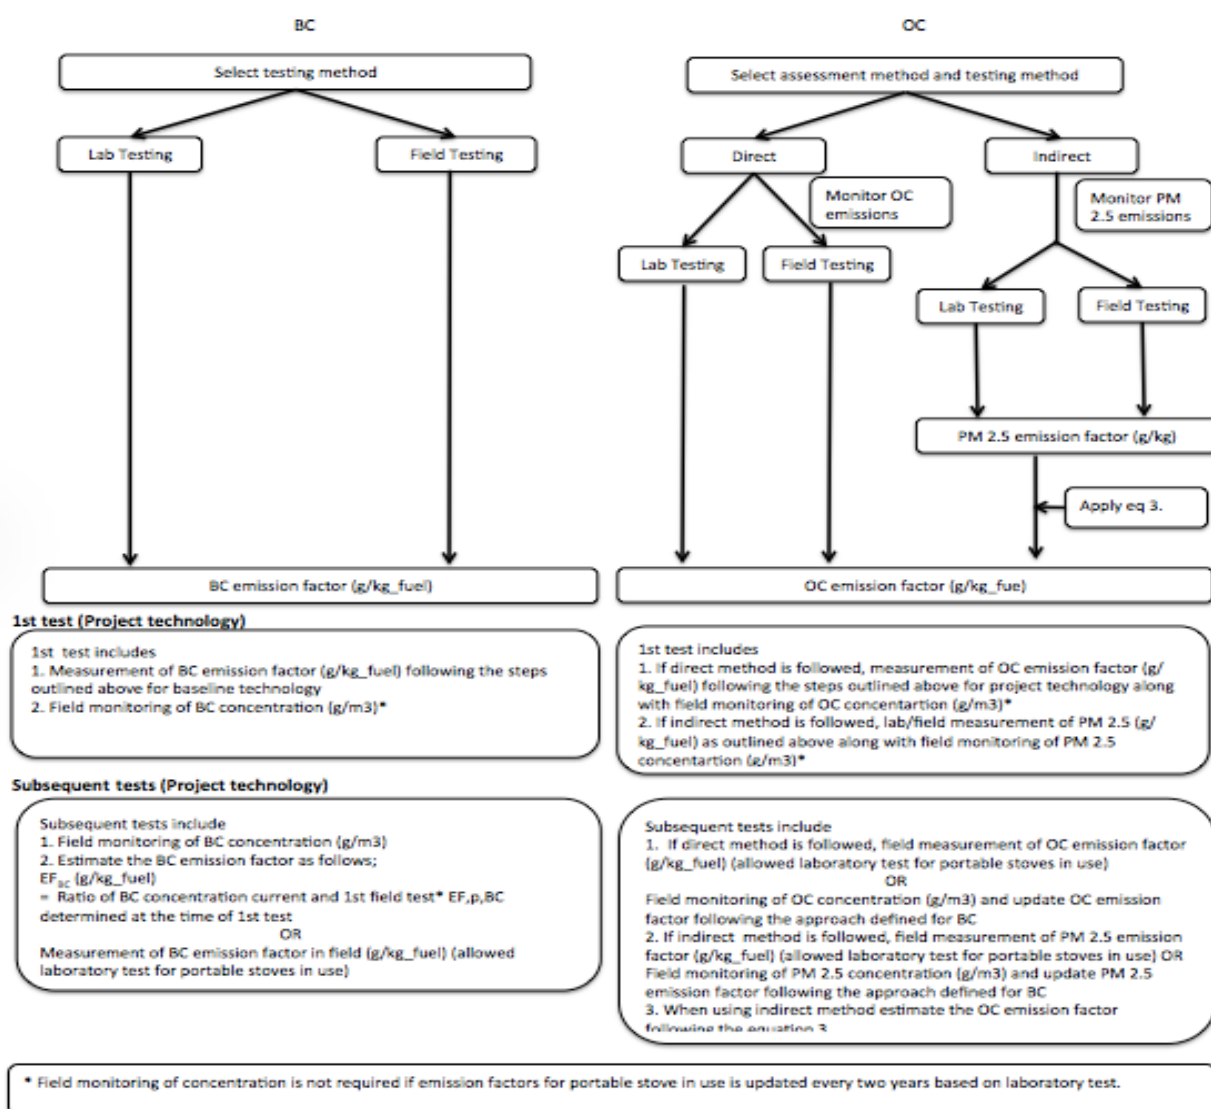 BC
Select testing method
Lab Testing
Field Testing
BC emission factor (g/kg_fuel)
OC
Select assessment method and testing method
Direct
Indirect
Monitor OC
emissions
Monitor PM
2.5 emissions
Lab Testing
Field Testing
Lab Testing
Field Testing
PM 2.5 emission factor (g/kg)
Apply eq 3.
OC emission factor (g/kg_fue)
1st test (Project technology)
1st test includes
1. Measurement of BC emission factor (g/kg_fuel) following the steps
outlined above for baseline technology
2. Field monitoring of BC concentration (g/m3)*
1st test includes
1. If direct method is followed, measurement of OC emission factor (g/
kg_fuel) following the steps outlined above for project technology along
with field monitoring of OC concentartion (g/m3)*
2. If indirect method is followed, lab/field measurement of PM 2.5 (g/
kg_fuel) as outlined above along with field monitoring of PM 2.5
concentartion (g/m3)*
Subsequent tests (Project technology)
Subsequent tests include
1. Field monitoring of BC concentration (g/m3)
2. Estimate the BC emission factor as follows;
EF_BC (g/kg_fuel)
= Ratio of BC concentration current and 1st field test* EF,p,BC
determined at the time of 1st test
OR
Measurement of BC emission factor in field (g/kg_fuel) (allowed
laboratory test for portable stoves in use)
Subsequent tests include
1. If direct method is followed, field measurement of OC emission factor
(g/kg_fuel) (allowed laboratory test for portable stoves in use)
OR
Field monitoring of OC concentration (g/m3) and update OC emission
factor following the approach defined for BC
2. If indirect method is followed, field measurement of PM 2.5 emission
factor (g/kg_fuel) (allowed laboratory test for portable stoves in use) OR
Field monitoring of PM 2.5 concentration (g/m3) and update PM 2.5
emission factor following the approach defined for BC
3. When using indirect method estimate the OC emission factor
following the equation 3
* Field monitoring of concentration is not required if emission factors for portable stove in use is updated every two years based on laboratory test.